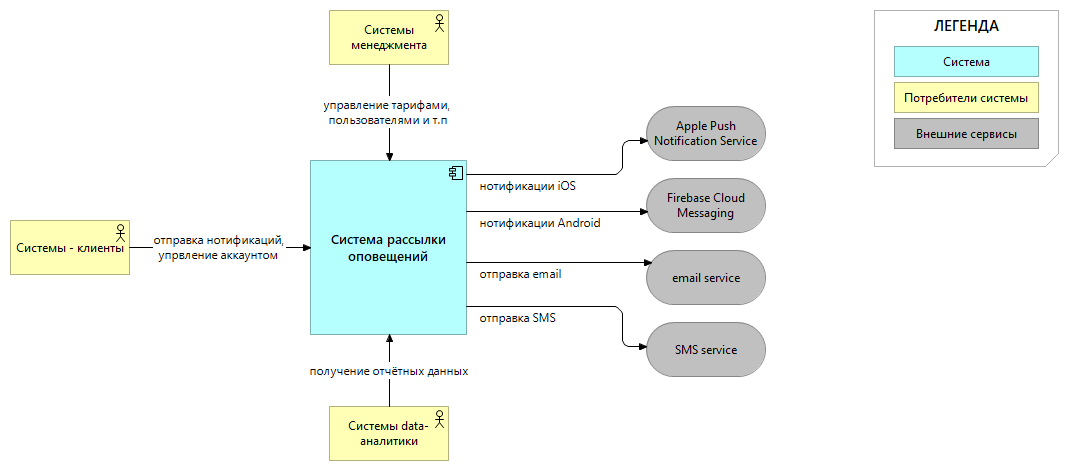 Системы
менеджмента
ЛЕГЕНДА
Система
Потребители системы
Внешние сервисы
управление тарифами,
пользователями и т.п
Apple Push
Notification Service
нотификации iOS
Firebase Cloud
Messaging
нотификации Android
Системы - клиенты
отправка нотификаций,
упрвление аккаунтом
Система рассылки
оповещений
отправка email
email service
отправка SMS
SMS service
получение отчётных данных
Системы data-
аналитики